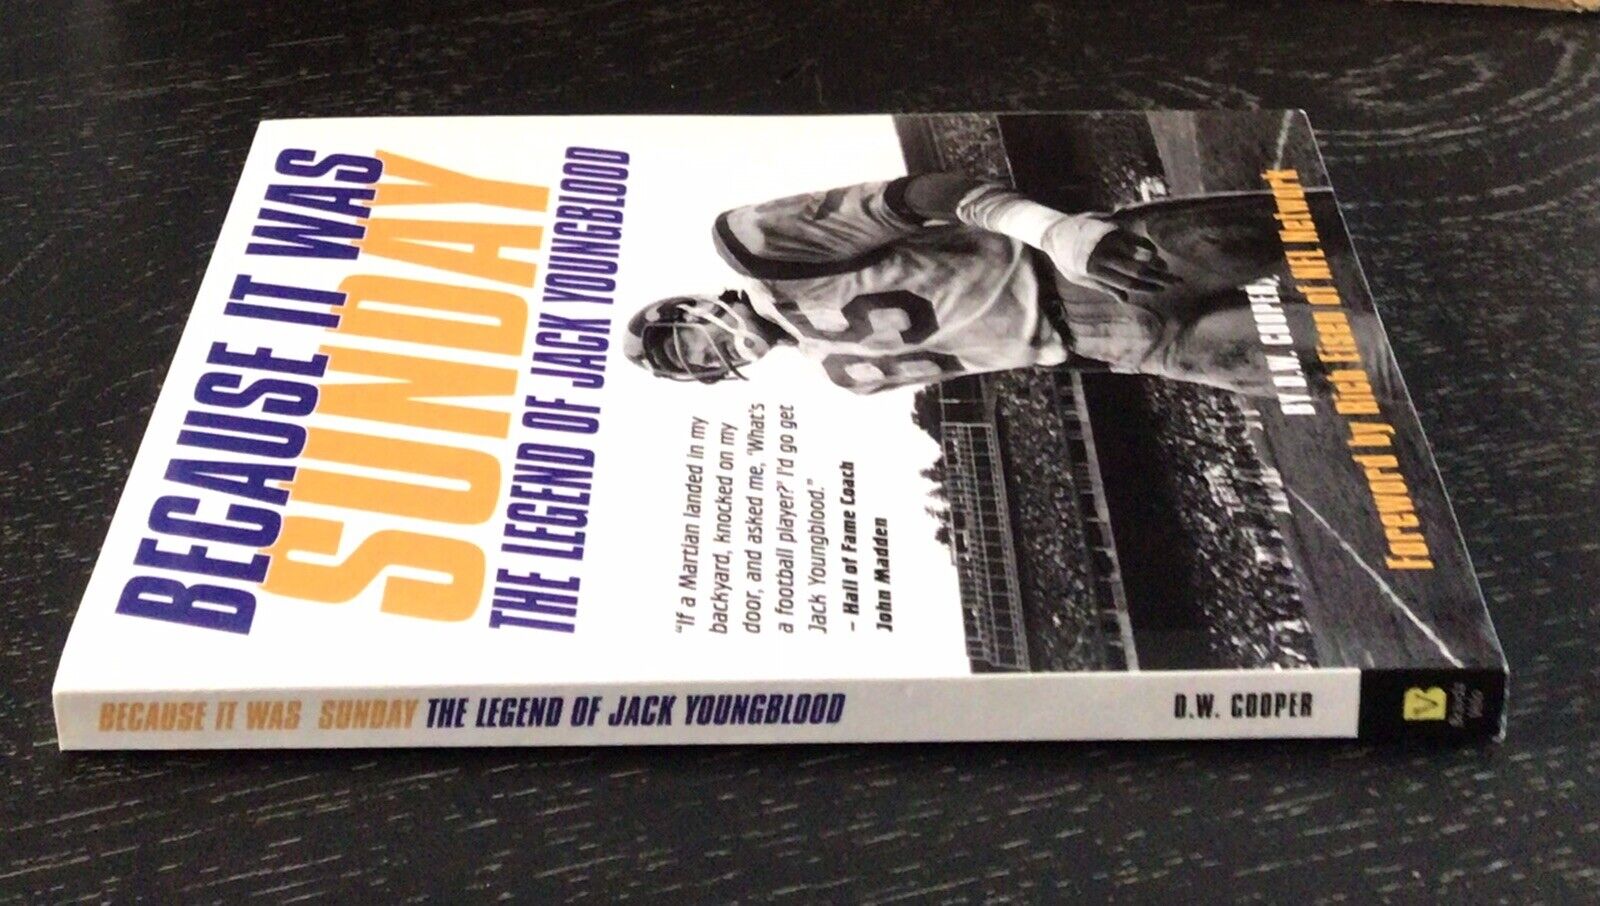 BECAUSE IT WAS
SUNDAY
THE LEGEND OF JACK YOUNGBLOOD
"If a Martian landed in my
backyard, knocked on my
door, and asked me, 'What's
a football player?' I'd go get
Jack Youngblood."
– Hall of Fame Coach
John Madden
85
BY D.W. COOPER,
Foreword by Rich Eisen of NFL Network
BECAUSE IT WAS SUNDAY THE LEGEND OF JACK YOUNGBLOOD
D.W. COOPER
V